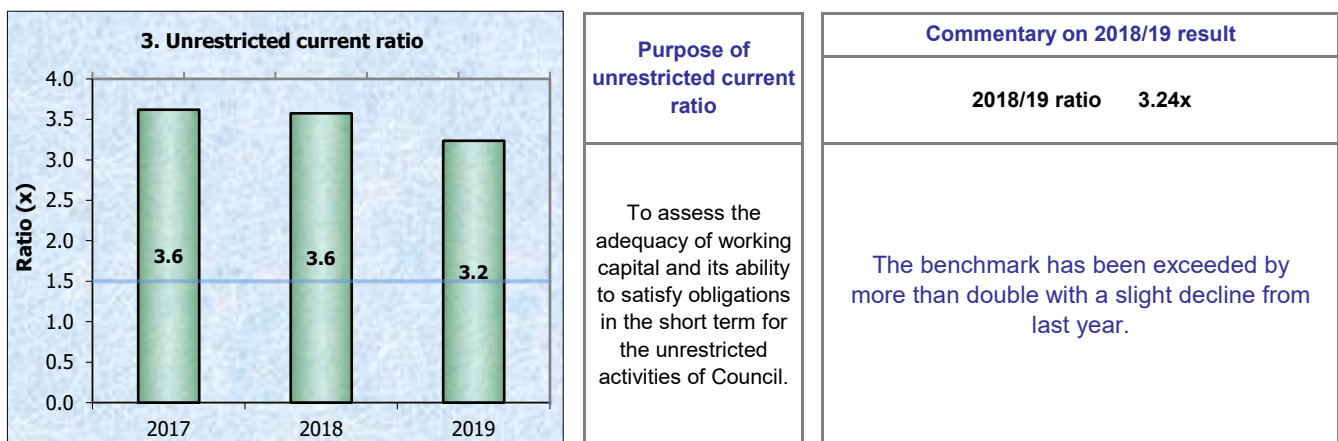 3. Unrestricted current ratio
4.0
3.5
3.0
2.5
2.0
1.5
1.0
0.5
0.0
Ratio (x)
3.6
3.6
3.2
2017
2018
2019
Purpose of
unrestricted current
ratio
To assess the
adequacy of working
capital and its ability
to satisfy obligations
in the short term for
the unrestricted
activities of Council.
Commentary on 2018/19 result
2018/19 ratio 3.24x
The benchmark has been exceeded by
more than double with a slight decline from
last year.